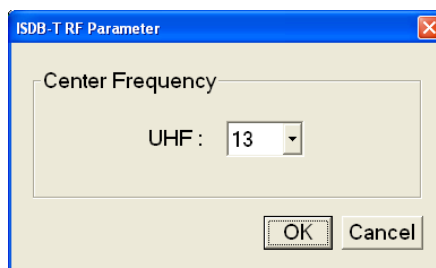 ISDB-T RF Parameter
Center Frequency
UHF : 13
OK Cancel